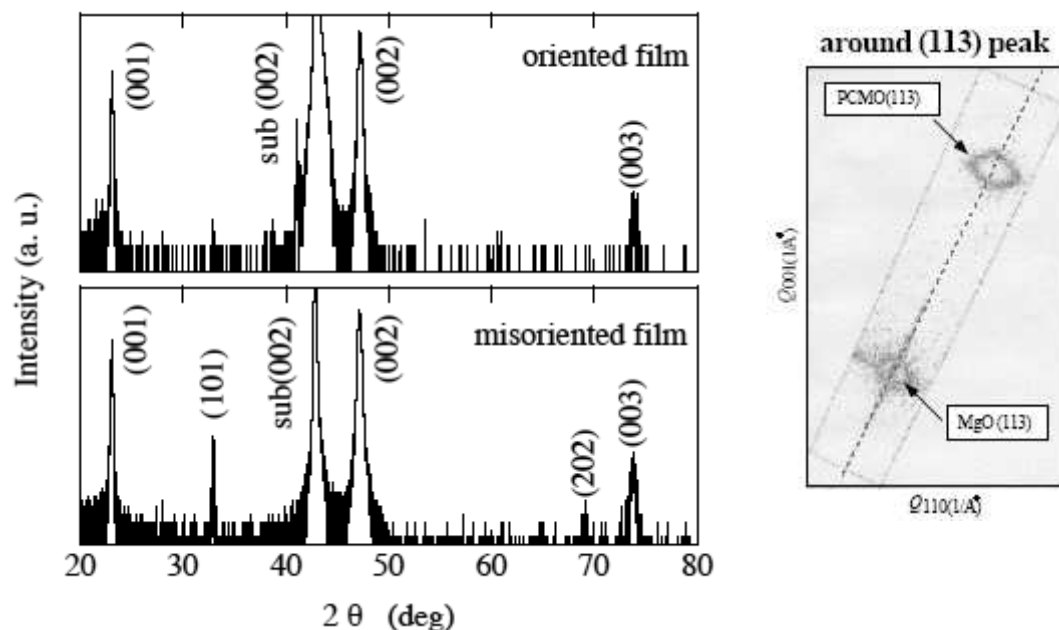 Intensity (a. u.)
oriented film
(001)
sub (002)
(002)
(003)
misoriented film
(001)
(101)
sub(002)
(002)
(202)
(003)
20 30 40 50 60 70 80
2 θ (deg)
around (113) peak
PCMO(113)
MgO (113)
Q001(1/Å)
Q110(1/Å)